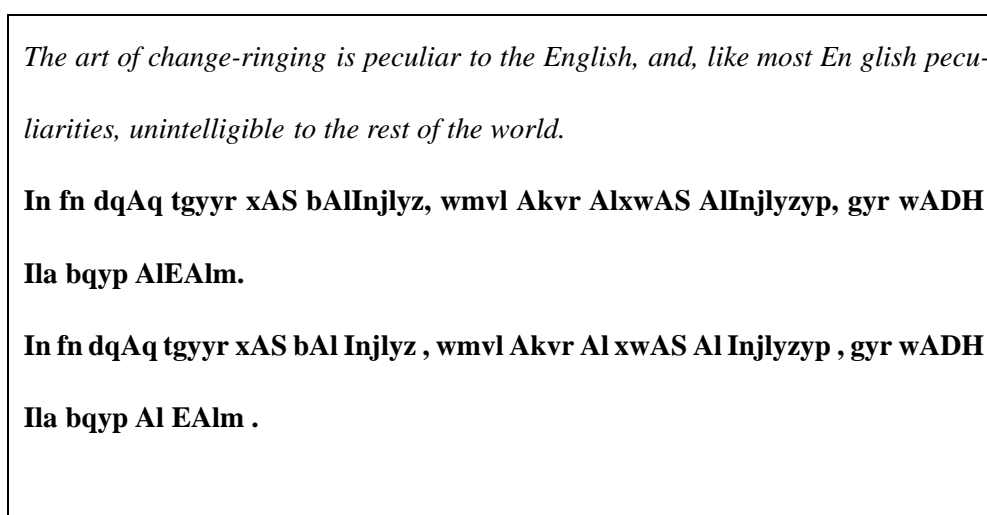 The art of change-ringing is peculiar to the English, and, like most En glish pecu-
liarities, unintelligible to the rest of the world.
In fn dqAq tgyyr xAS bAlInjlyz, wmvl Akvr AlxwAS AlInjlyzyp, gyr wADH
Ila bqyp AlEAlm.
In fn dqAq tgyyr xAS bAl Injlyz , wmvl Akvr Al xwAS Al Injlyzyp , gyr wADH
Ila bqyp Al EAlm .